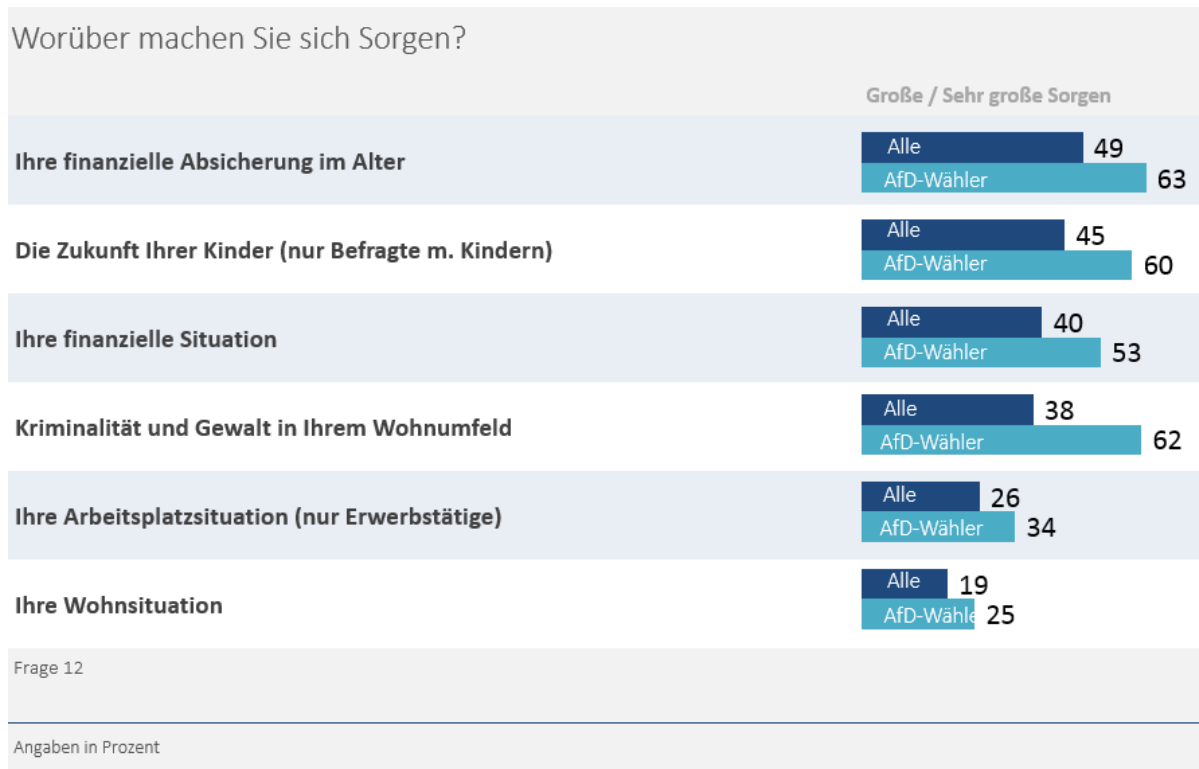 Worüber machen Sie sich Sorgen?
Große / Sehr große Sorgen
Ihre finanzielle Absicherung im Alter
Alle 49
AfD-Wähler 63
Die Zukunft Ihrer Kinder (nur Befragte m. Kindern)
Alle 45
AfD-Wähler 60
Ihre finanzielle Situation
Alle 40
AfD-Wähler 53
Kriminalität und Gewalt in Ihrem Wohnumfeld
Alle 38
AfD-Wähler 62
Ihre Arbeitsplatzsituation (nur Erwerbstätige)
Alle 26
AfD-Wähler 34
Ihre Wohnsituation
Alle 19
AfD-Wähle 25
Frage 12
Angaben in Prozent